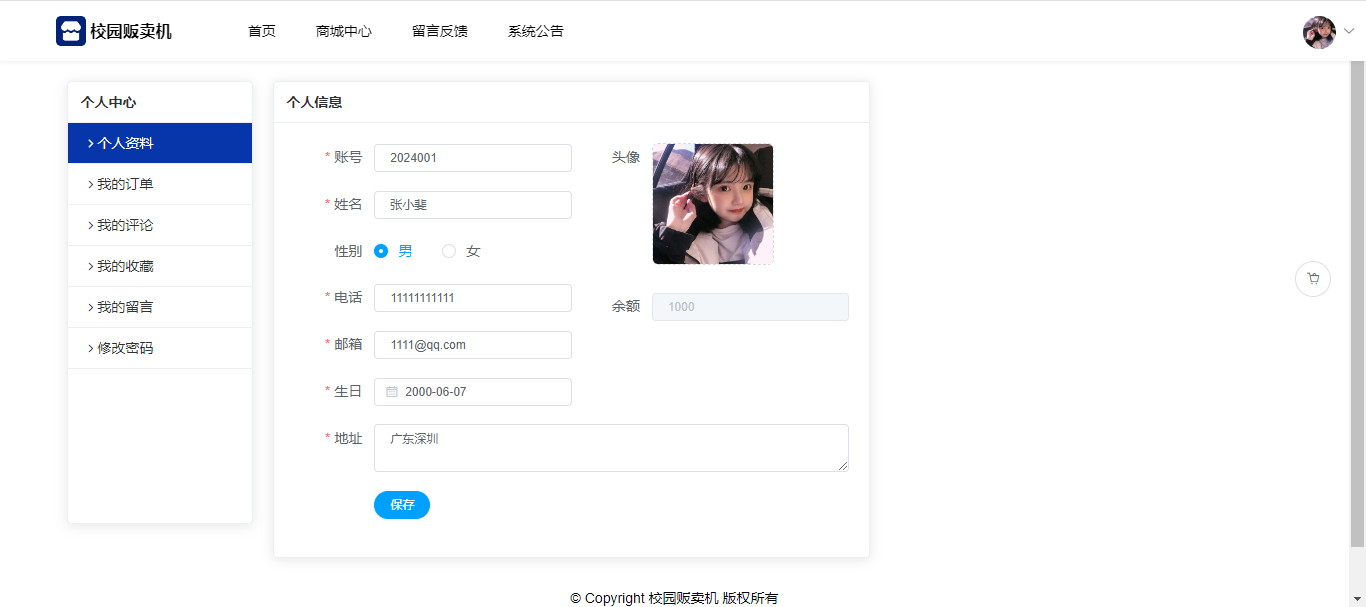 校园贩卖机 首页 商城中心 留言反馈 系统公告
个人中心
> 个人资料
> 我的订单
> 我的评论
> 我的收藏
> 我的留言
> 修改密码
个人信息
* 账号 2024001
头像
* 姓名 张小斐
性别 男 女
* 电话 11111111111
余额 1000
* 邮箱 1111@qq.com
* 生日 2000-06-07
* 地址 广东深圳
保存
© Copyright 校园贩卖机 版权所有